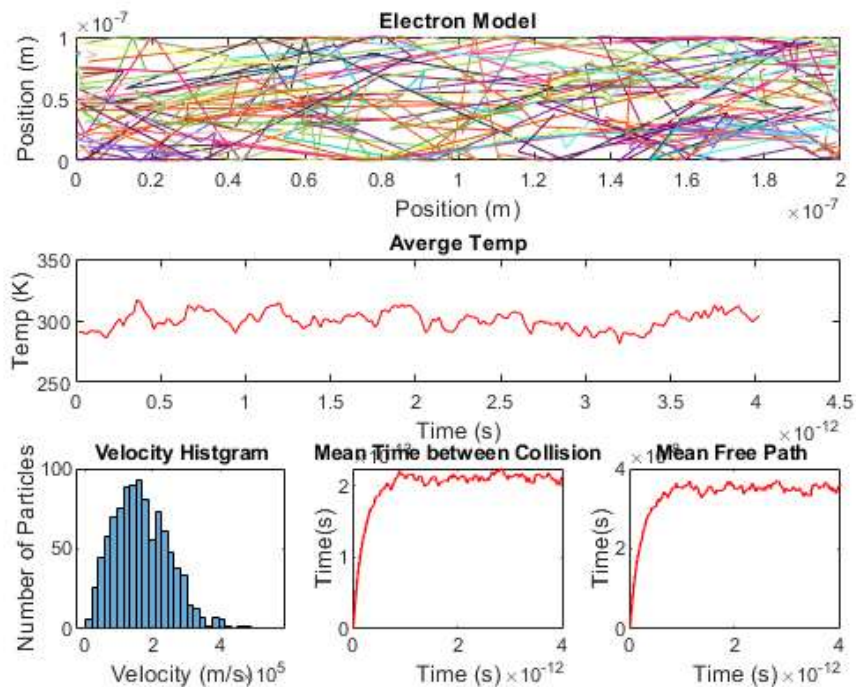 Electron Model
×10⁻⁷
Position (m)
1
0.5
0
0 0.2 0.4 0.6 0.8 1 1.2 1.4 1.6 1.8 2
Position (m)
×10⁻⁷
Averge Temp
Temp (K)
350
300
250
0 0.5 1 1.5 2 2.5 3 3.5 4 4.5
Time (s)
×10⁻¹²
Velocity Histgram
Number of Particles
100
50
0
0 2 4
Velocity (m/s)
×10⁵
Mean Time between Collision
Time(s)
2
1
0
0 2 4
Time (s)
×10⁻¹²
Mean Free Path
Time(s)
4
2
0
0 2 4
Time (s)
×10⁻¹²